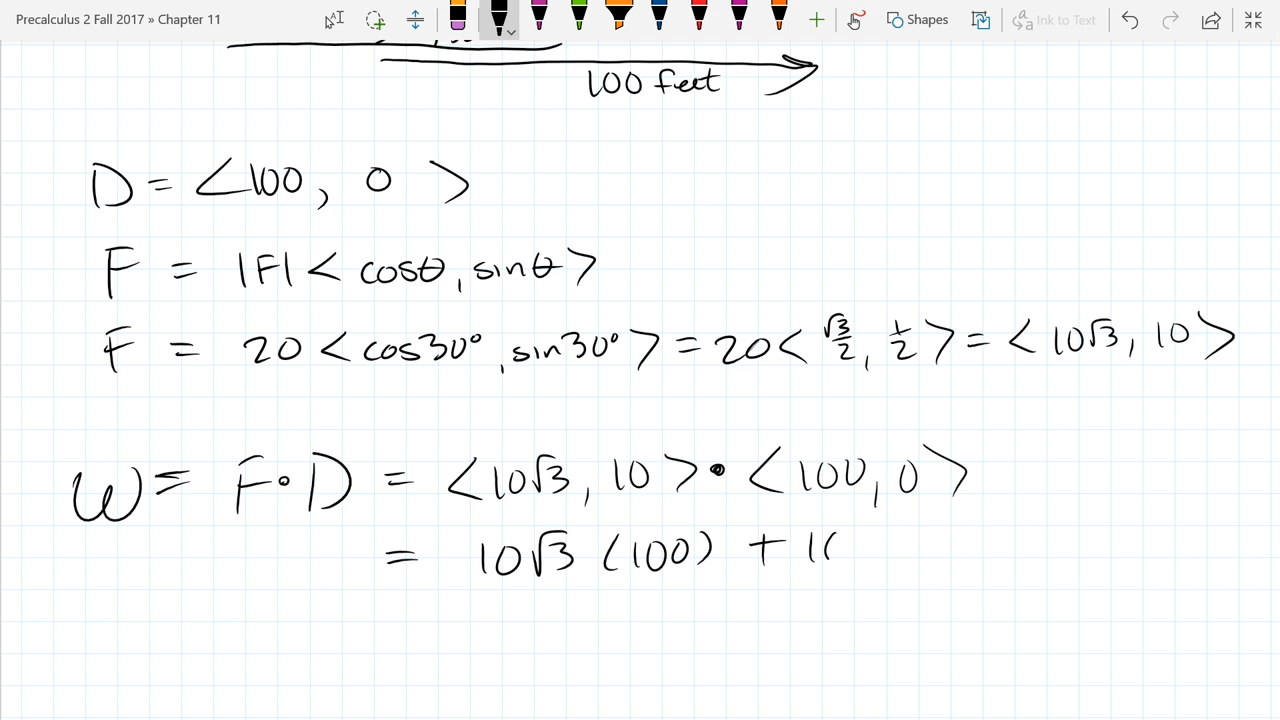 Precalculus 2 Fall 2017 » Chapter 11
Shapes
Ink to Text
100 feet
D = <100, 0>
F = |F| < cosθ, sinθ>
F = 20 < cos30°, sin30° > = 20< √3/2, 1/2 > = < 10√3, 10 >
W = F • D = <10√3, 10> • <100, 0>
= 10√3 (100) + 1(